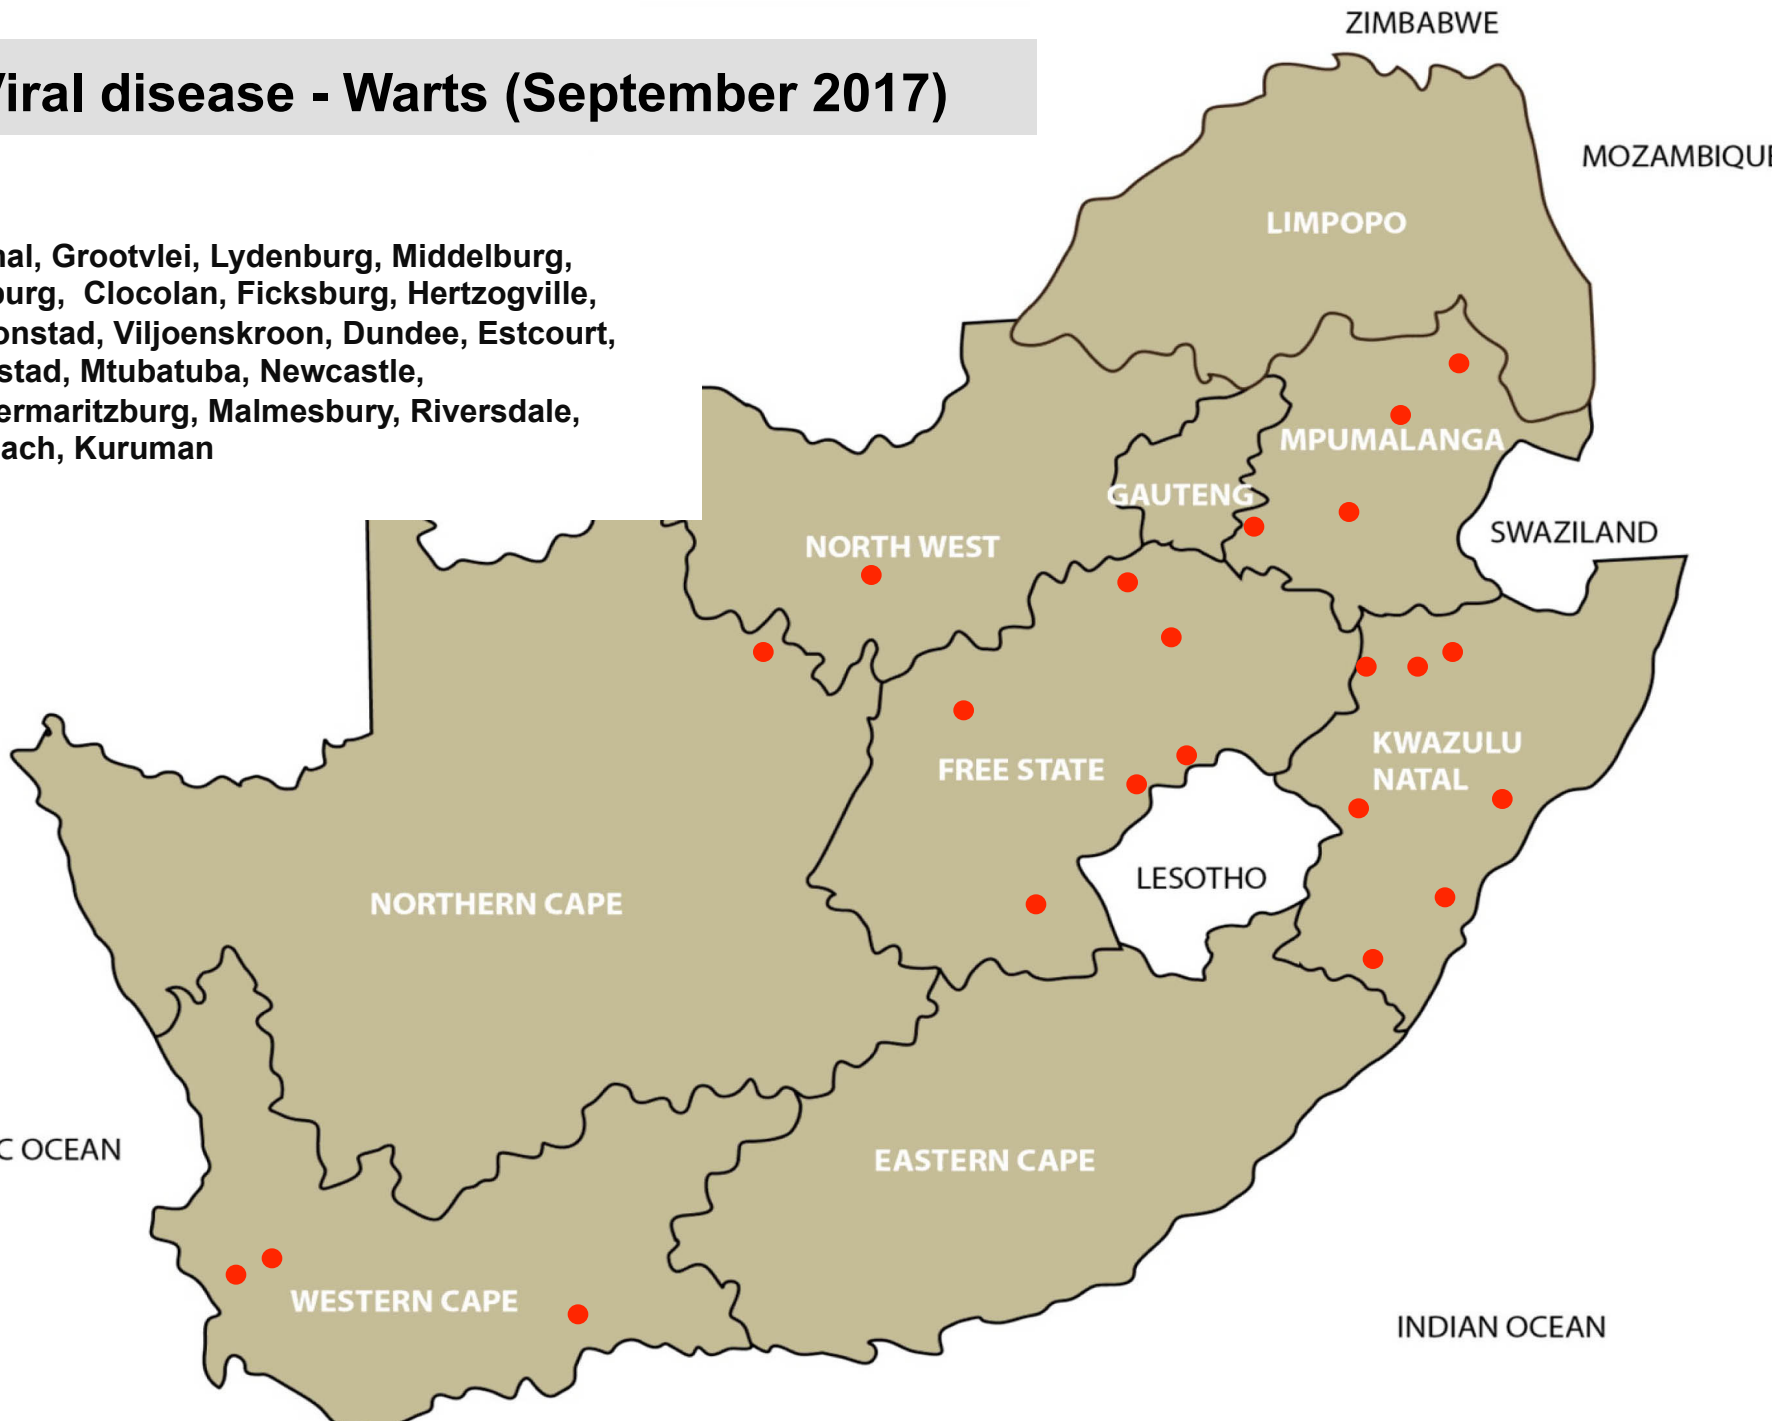 ZIMBABWE
Viral disease - Warts (September 2017)
MOZAMBIQUE
LIMPOPO
nal, Grootvlei, Lydenburg, Middelburg,
burg, Clocolan, Ficksburg, Hertzogville,
onstad, Viljoenskroon, Dundee, Estcourt,
stad, Mtubatuba, Newcastle,
ermaritzburg, Malmesbury, Riversdale,
ach, Kuruman
MPUMALANGA
GAUTENG
SWAZILAND
NORTH WEST
KWAZULU
NATAL
FREE STATE
LESOTHO
NORTHERN CAPE
C OCEAN
EASTERN CAPE
WESTERN CAPE
INDIAN OCEAN